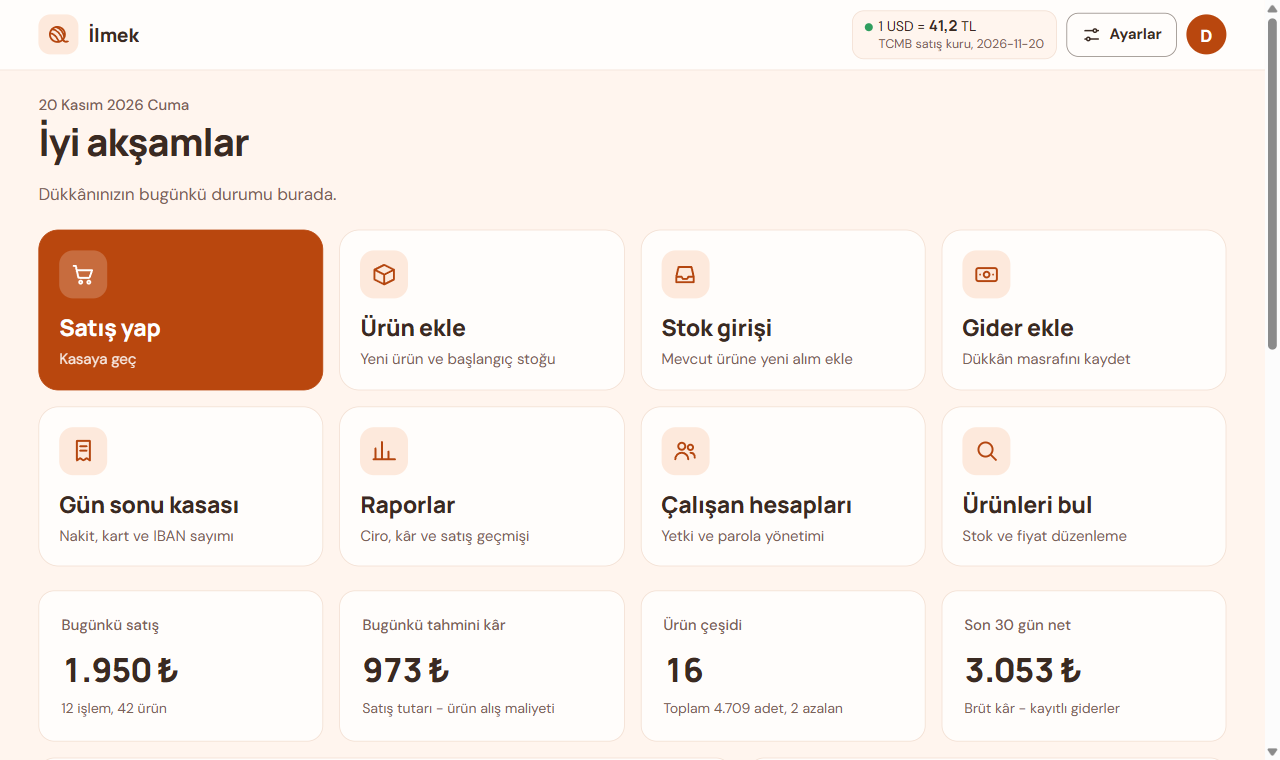 İlmek
1 USD = 41,2 TL
TCMB satış kuru, 2026-11-20
Ayarlar
D
20 Kasım 2026 Cuma
İyi akşamlar
Dükkânınızın bugünkü durumu burada.
Satış yap
Kasaya geç
Ürün ekle
Yeni ürün ve başlangıç stoğu
Stok girişi
Mevcut ürüne yeni alım ekle
Gider ekle
Dükkân masrafını kaydet
Gün sonu kasası
Nakit, kart ve IBAN sayımı
Raporlar
Ciro, kâr ve satış geçmişi
Çalışan hesapları
Yetki ve parola yönetimi
Ürünleri bul
Stok ve fiyat düzenleme
Bugünkü satış
1.950 ₺
12 işlem, 42 ürün
Bugünkü tahmini kâr
973 ₺
Satış tutarı - ürün alış maliyeti
Ürün çeşidi
16
Toplam 4.709 adet, 2 azalan
Son 30 gün net
3.053 ₺
Brüt kâr - kayıtlı giderler